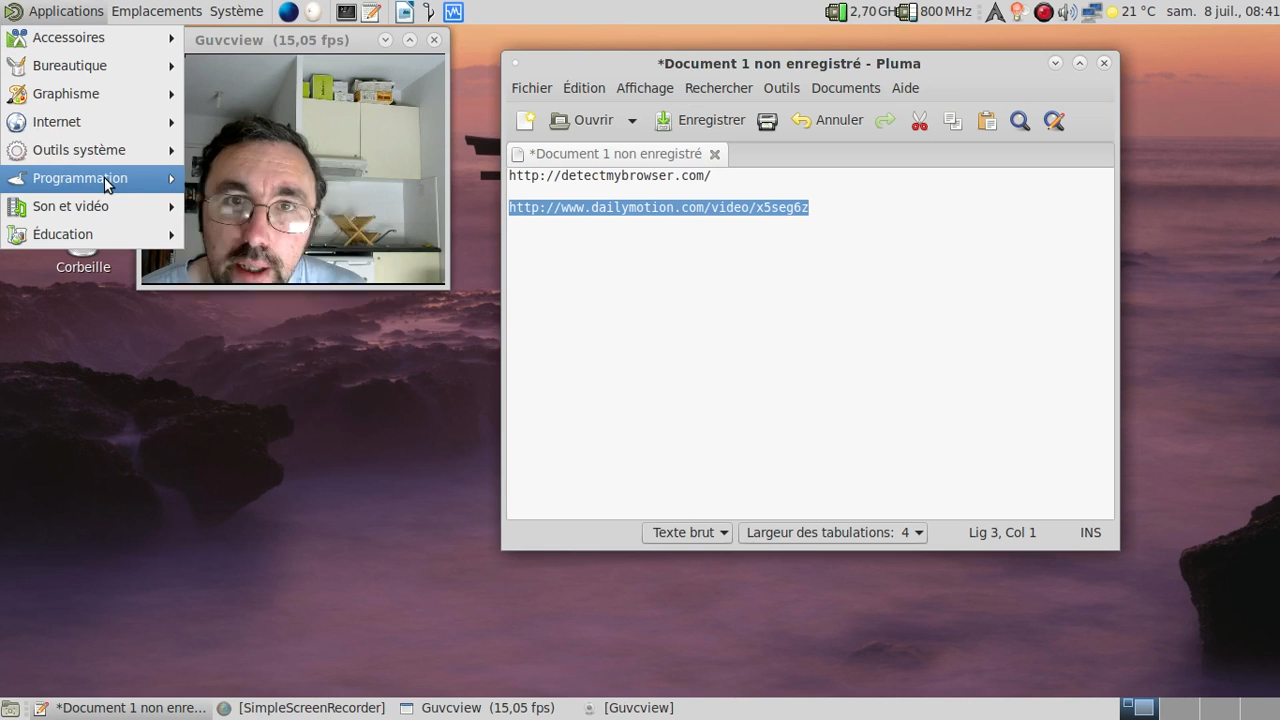 Applications Emplacements Système 2,70 GH 800 MHz 21 °C sam. 8 juil., 08:41
Accessoires
Bureautique
Graphisme
Internet
Outils système
Programmation
Son et vidéo
Éducation
Corbeille
Guvcview (15,05 fps)
*Document 1 non enregistré - Pluma
Fichier Édition Affichage Rechercher Outils Documents Aide
Ouvrir Enregistrer Annuler
*Document 1 non enregistré
http://detectmybrowser.com/
http://www.dailymotion.com/video/x5seg6z
Texte brut Largeur des tabulations: 4 Lig 3, Col 1 INS
*Document 1 non enre... [SimpleScreenRecorder] Guvcview (15,05 fps) [Guvcview]